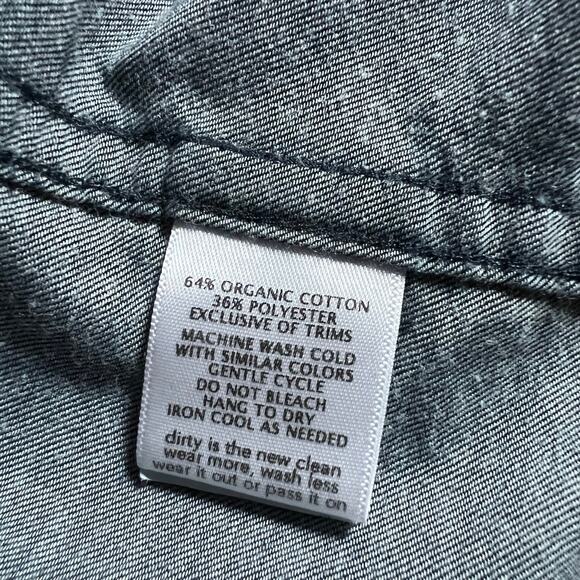 64% ORGANIC COTTON
36% POLYESTER
EXCLUSIVE OF TRIMS
MACHINE WASH COLD
WITH SIMILAR COLORS
GENTLE CYCLE
DO NOT BLEACH
HANG TO DRY
IRON COOL AS NEEDED
dirty is the new clean
wear more, wash less
wear it out or pass it on